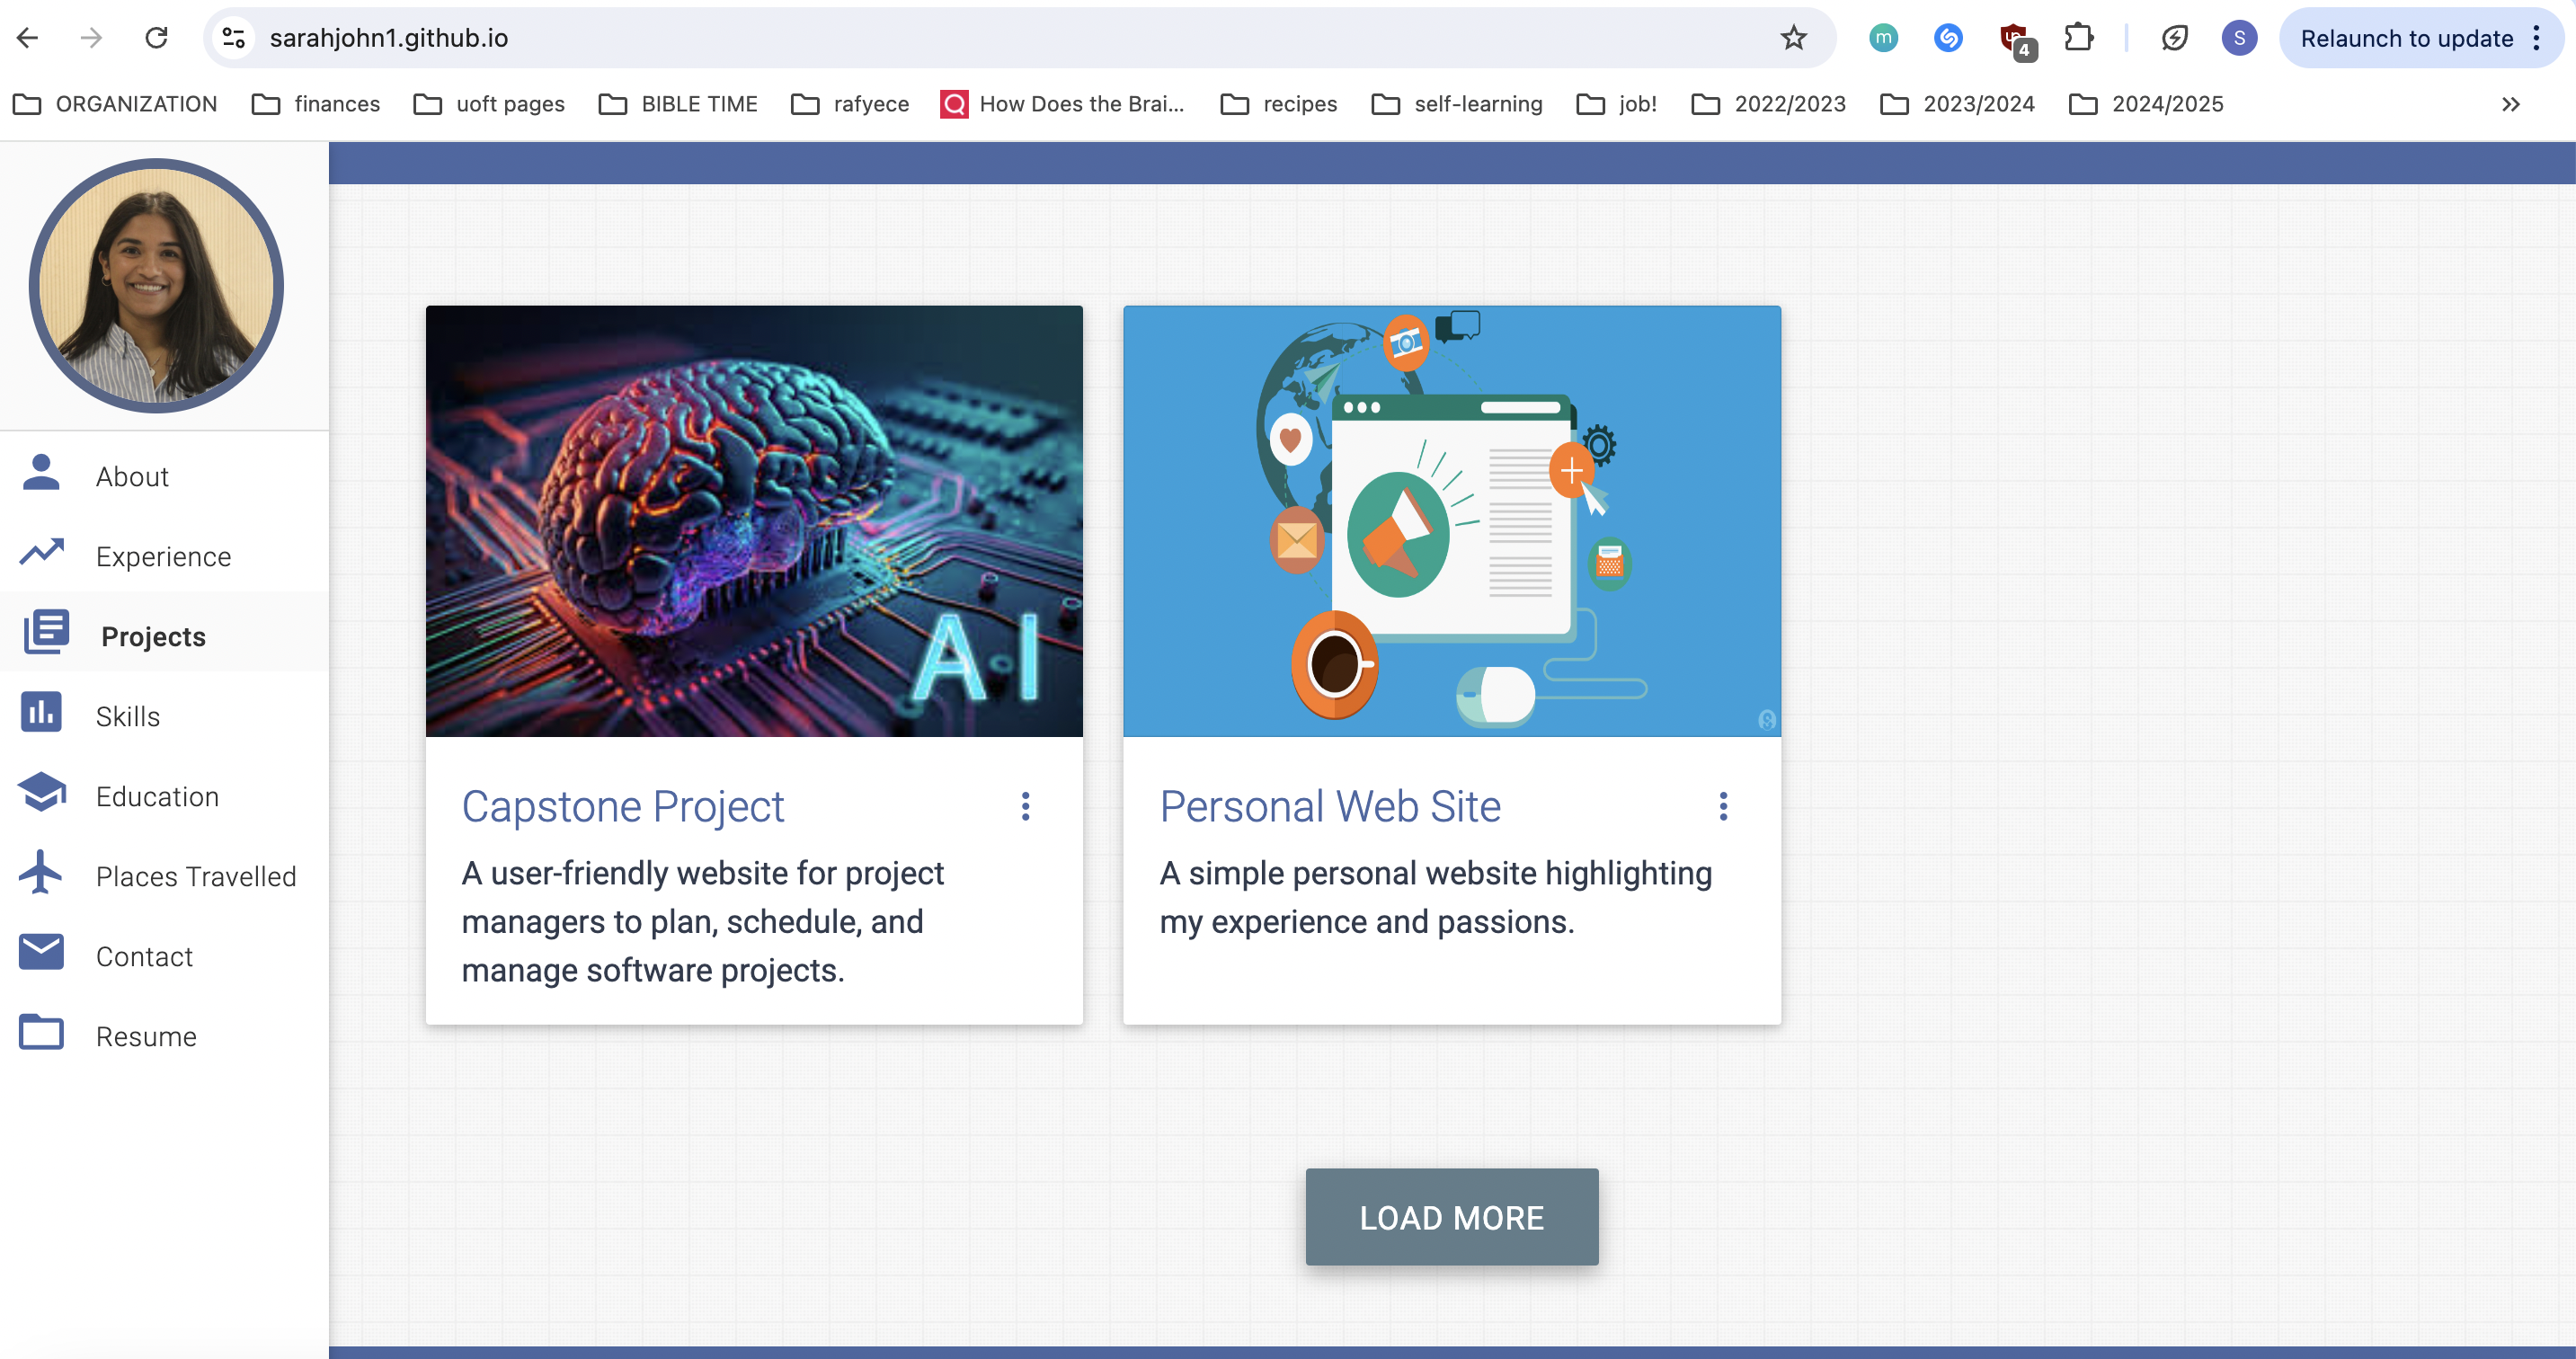 sarahjohn1.github.io
m
4
S
Relaunch to update
ORGANIZATION
finances
uoft pages
BIBLE TIME
rafyece
How Does the Brai...
recipes
self-learning
job!
2022/2023
2023/2024
2024/2025
About
Experience
Projects
Skills
Education
Places Travelled
Contact
Resume
AI
Capstone Project
A user-friendly website for project
managers to plan, schedule, and
manage software projects.
Personal Web Site
A simple personal website highlighting
my experience and passions.
LOAD MORE